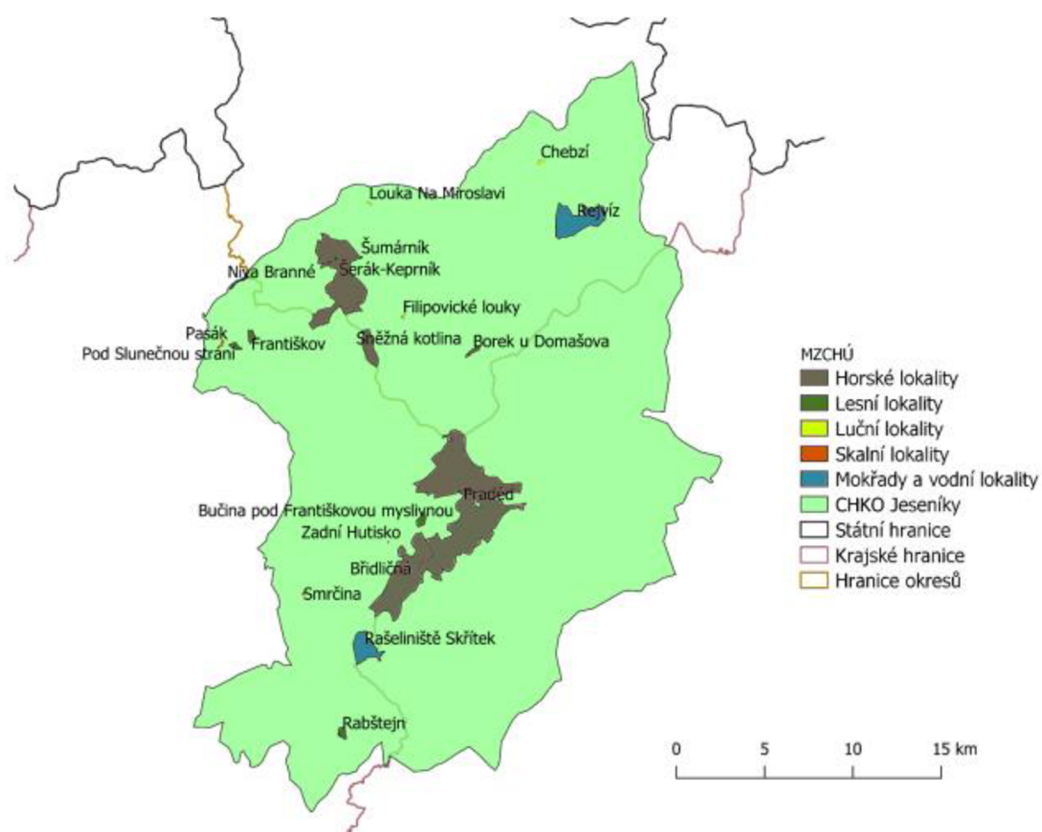 Chebzí
Louka Na Miroslavi
Rejvíz
Šumárník
Šerák-Keprník
Niva Branné
Filipovické louky
Pasák
Sněžná kotlina
Borek u Domašova
Františkov
Pod Slunečnou strání
Praděd
Bučina pod Františkovou myslivnou
Zadní Hutisko
Břidličná
Smrčina
Rašeliniště Skřítek
Rabštejn
MZCHÚ
Horské lokality
Lesní lokality
Luční lokality
Skalní lokality
Mokřady a vodní lokality
CHKO Jeseníky
Státní hranice
Krajské hranice
Hranice okresů
0 5 10 15 km